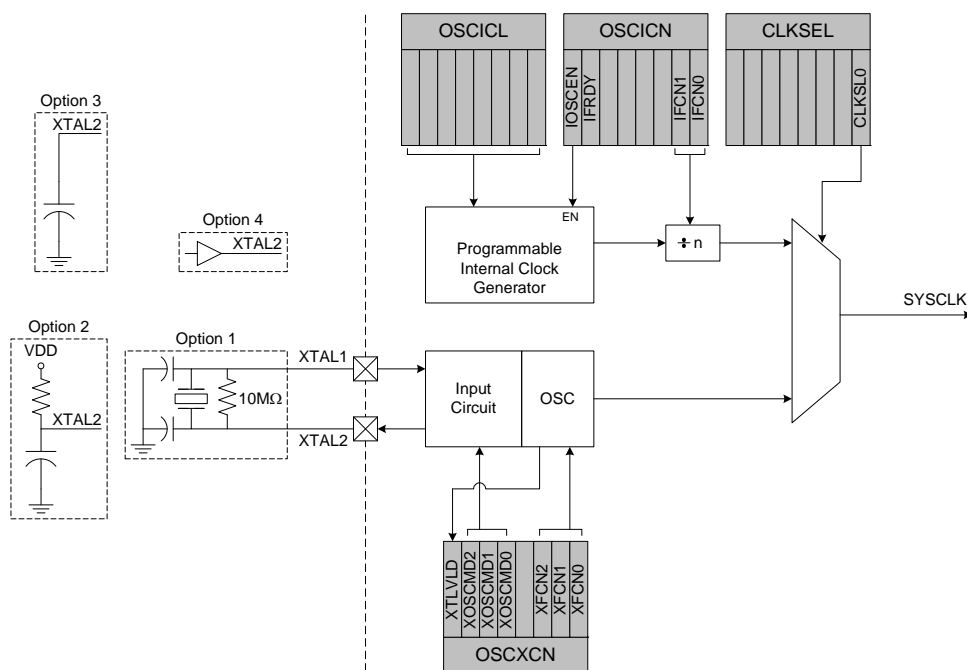 OSCICL
OSCICN
CLKSEL
IOSCEN
IFRDY
IFCN1
IFCN0
CLKSL0
Option 3
XTAL2
Option 4
XTAL2
EN
Programmable
Internal Clock
Generator
÷ n
SYSCLK
Option 2
VDD
XTAL2
Option 1
10MΩ
XTAL1
XTAL2
Input
Circuit
OSC
XTLVLD
XOSCMD2
XOSCMD1
XOSCMD0
XFCN2
XFCN1
XFCN0
OSCXCN